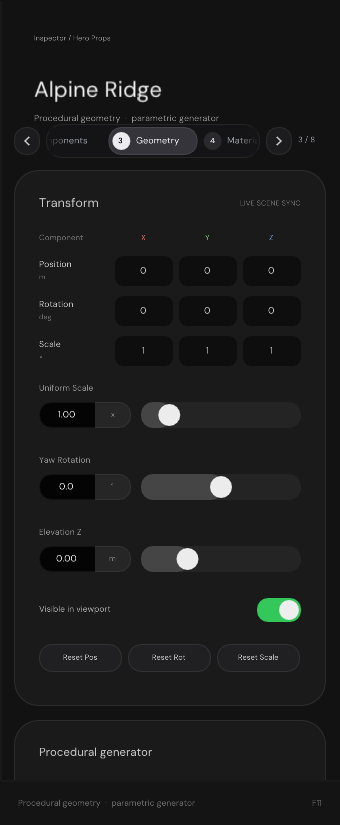 Inspector / Hero Props
Alpine Ridge
Procedural geometry · parametric generator
ponents 3 Geometry 4 Materi 3 / 8
Transform LIVE SCENE SYNC
Component X Y Z
Position 0 0 0
m
Rotation 0 0 0
deg
Scale 1 1 1
Uniform Scale
1.00 x
Yaw Rotation
0.0 °
Elevation Z
0.00 m
Visible in viewport
Reset Pos Reset Rot Reset Scale
Procedural generator
Procedural geometry · parametric generator F11